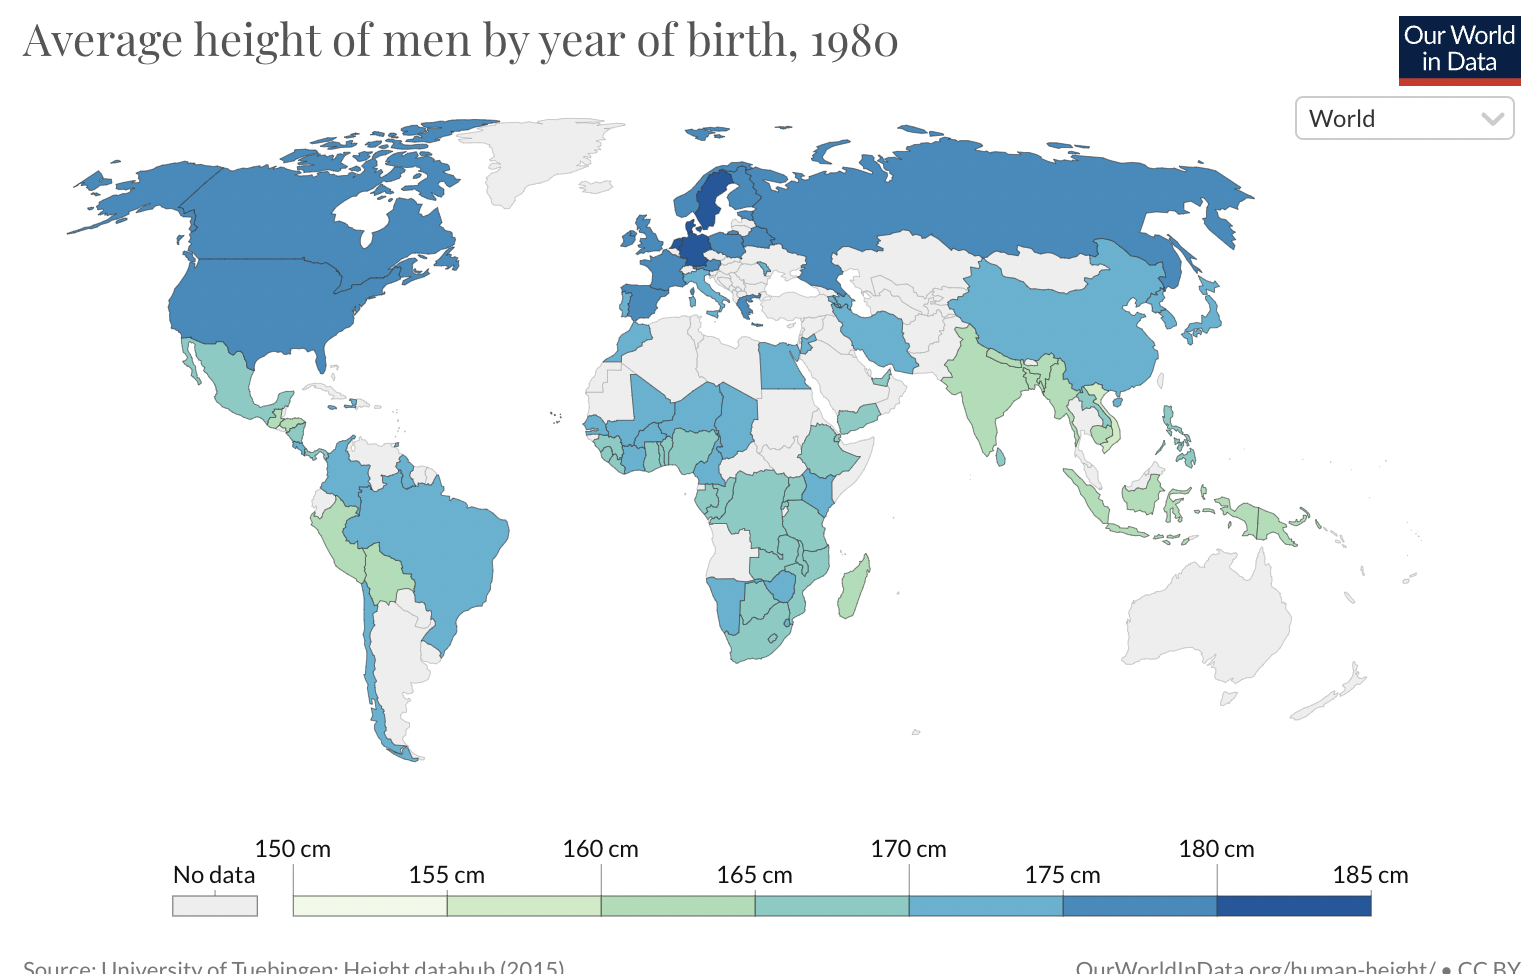 Average height of men by year of birth, 1980
Our World
in Data
World
150 cm
160 cm
170 cm
180 cm
No data
155 cm
165 cm
175 cm
185 cm
Source: University of Tuebingen: Height datahub (2015)
OurWorldInData.org/human-height/ • CC BY